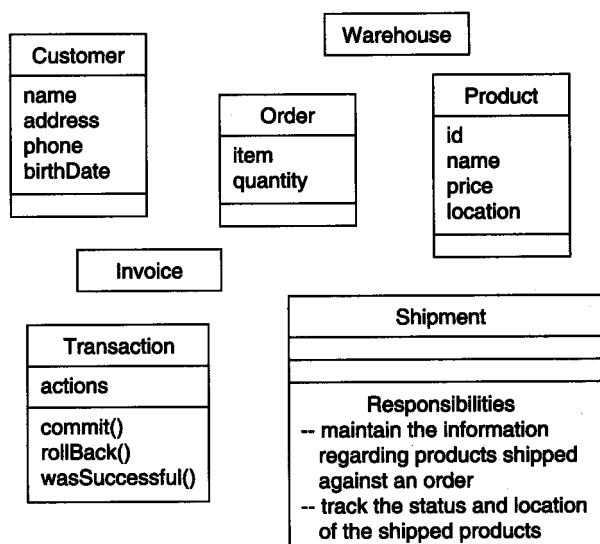 Warehouse
Customer
name
address
phone
birthDate
Order
item
quantity
Product
id
name
price
location
Invoice
Transaction
actions
commit()
rollBack()
wasSuccessful()
Shipment
Responsibilities
-- maintain the information
regarding products shipped
against an order
-- track the status and location
of the shipped products